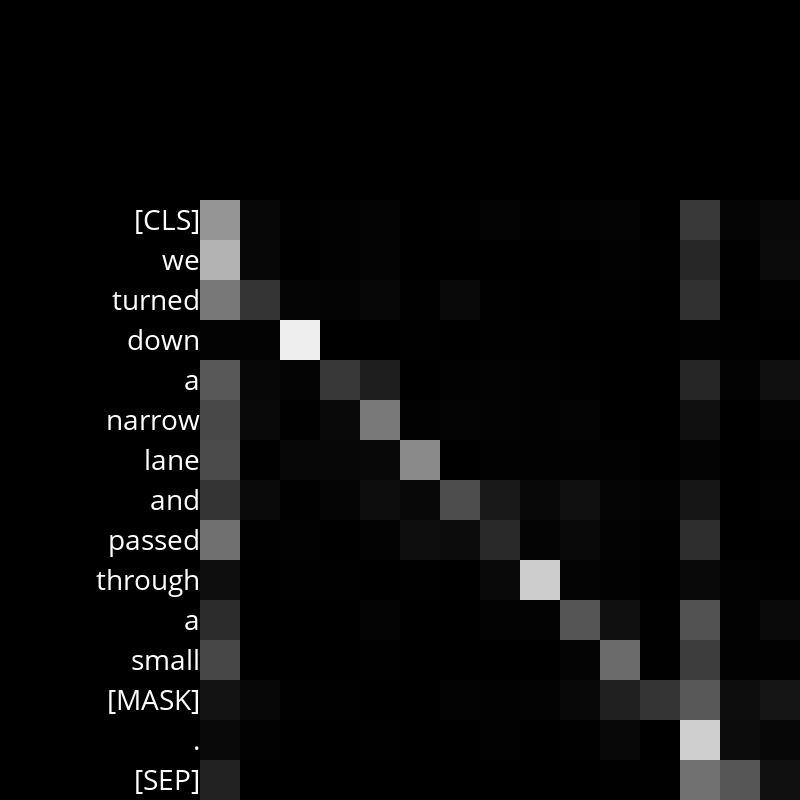 [CLS]
we
turned
down
a
narrow
lane
and
passed
through
a
small
[MASK]
.
[SEP]